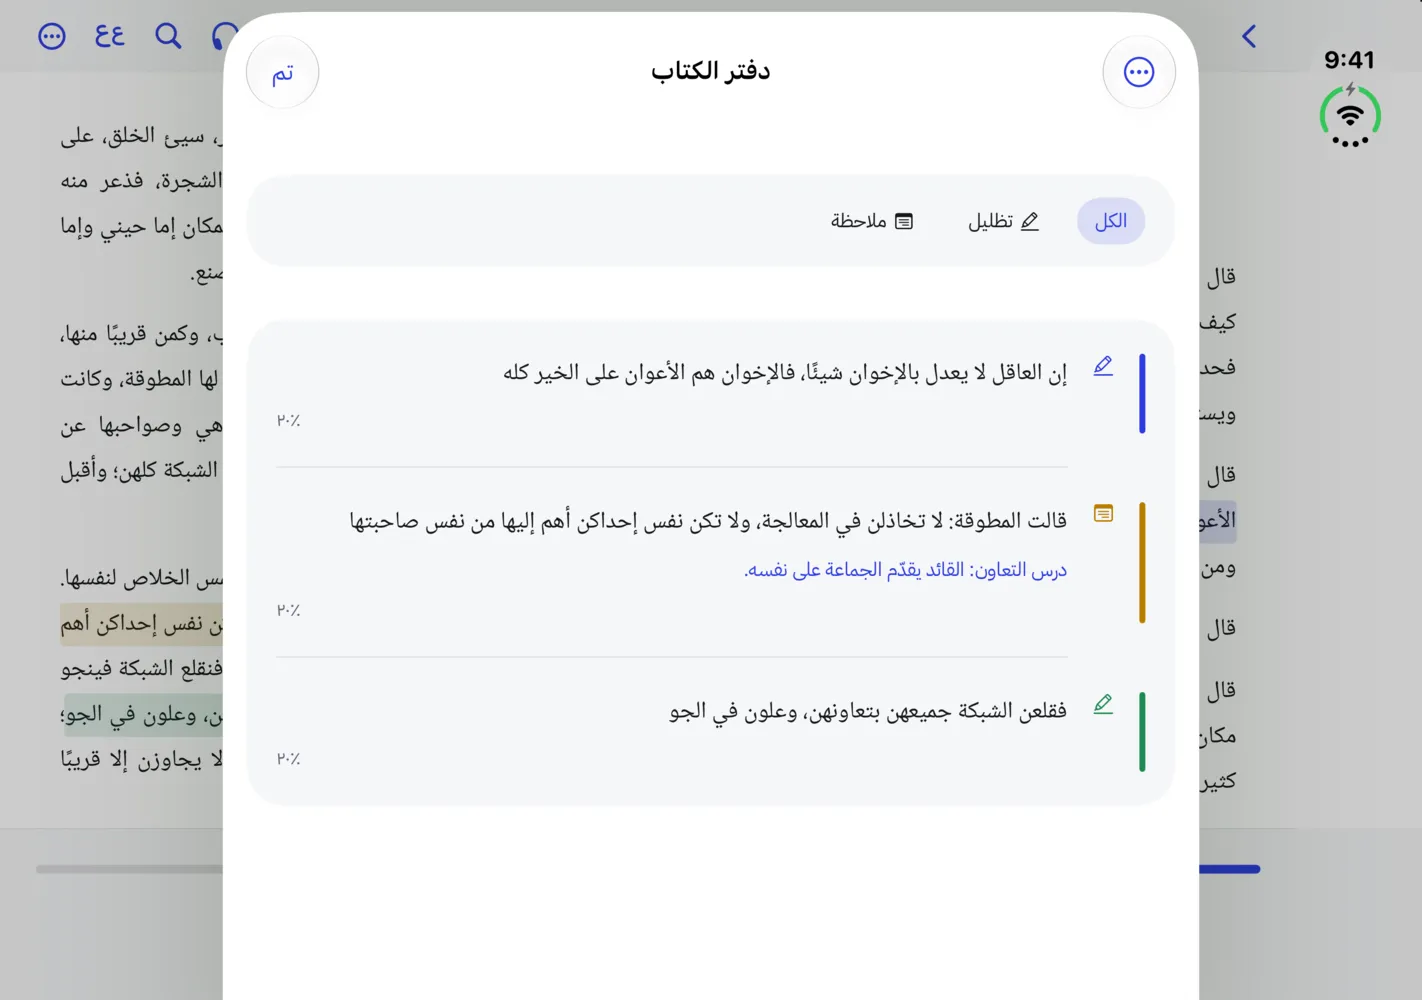 9:41
عع
دفتر الكتاب
تم
الكل
تظليل
ملاحظة
إن العاقل لا يعدل بالإخوان شيئًا، فالإخوان هم الأعوان على الخير كله
٢٠٪
قالت المطوقة: لا تخاذلن في المعالجة، ولا تكن نفس إحداكن أهم إليها من نفس صاحبتها
درس التعاون: القائد يقدّم الجماعة على نفسه.
٢٠٪
فقلعن الشبكة جميعهن بتعاونهن، وعلون في الجو
٢٠٪
قال
كيف
قال
ومن
قال
قال
مكان
كثير
سيئ الخلق، على
الشجرة، فذعر منه
إما حيني وإما
وكمن قريبًا منها،
لها المطوقة، وكانت
هي وصواحبها عن
الشبكة كلهن؛ وأقبل
الخلاص لنفسها.
نفس إحداكن أهم
فنقلع الشبكة فينجو
وعلون في الجو؛
لا يجاوزن إلا قريبًا